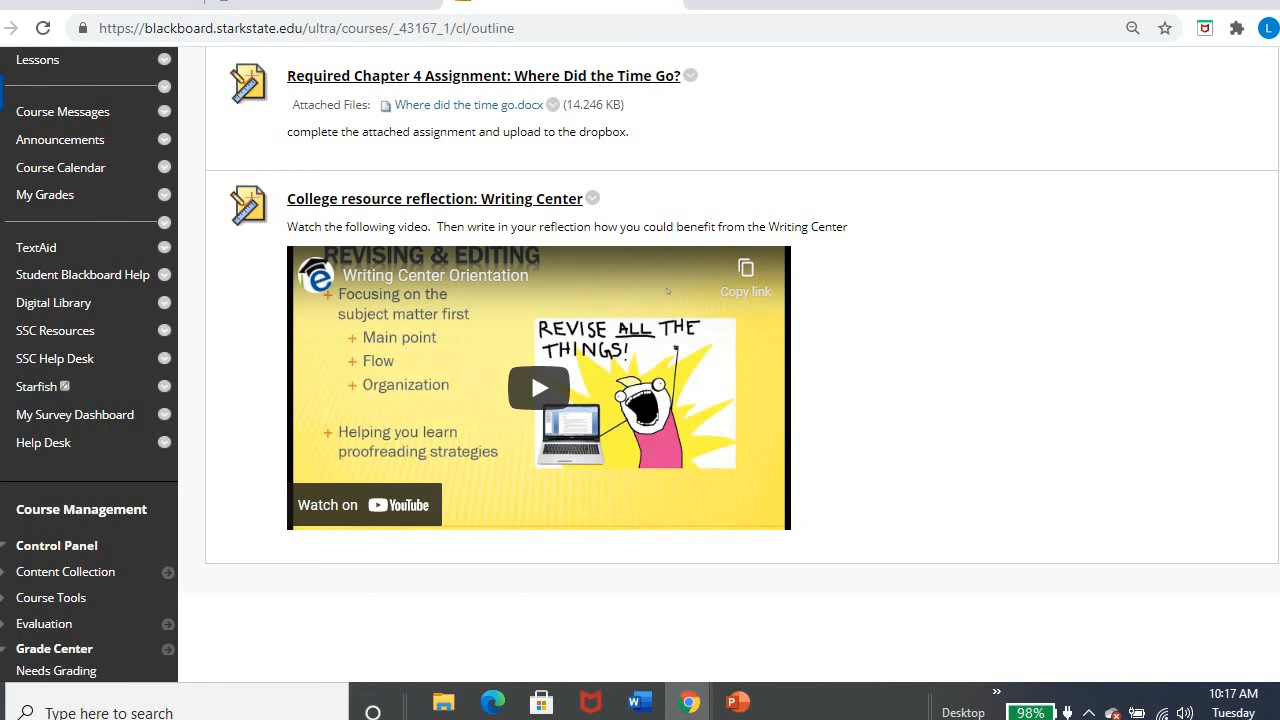 https://blackboard.starkstate.edu/ultra/courses/_43167_1/cl/outline
L
Lessons
Course Messages
Announcements
Course Calendar
My Grades
TextAid
Student Blackboard Help
Digital Library
SSC Resources
SSC Help Desk
Starfish
My Survey Dashboard
Help Desk
Course Management
Control Panel
Content Collection
Course Tools
Evaluation
Grade Center
Needs Grading
Required Chapter 4 Assignment: Where Did the Time Go?
Attached Files: Where did the time go.docx (14.246 KB)
complete the attached assignment and upload to the dropbox.
College resource reflection: Writing Center
Watch the following video. Then write in your reflection how you could benefit from the Writing Center
REVISING & EDITING
Writing Center Orientation
Copy link
+ Focusing on the
subject matter first
+ Main point
+ Flow
+ Organization
+ Helping you learn
proofreading strategies
REVISE ALL THE
THINGS!
Watch on YouTube
Type here to search
Desktop
98%
10:17 AM
Tuesday